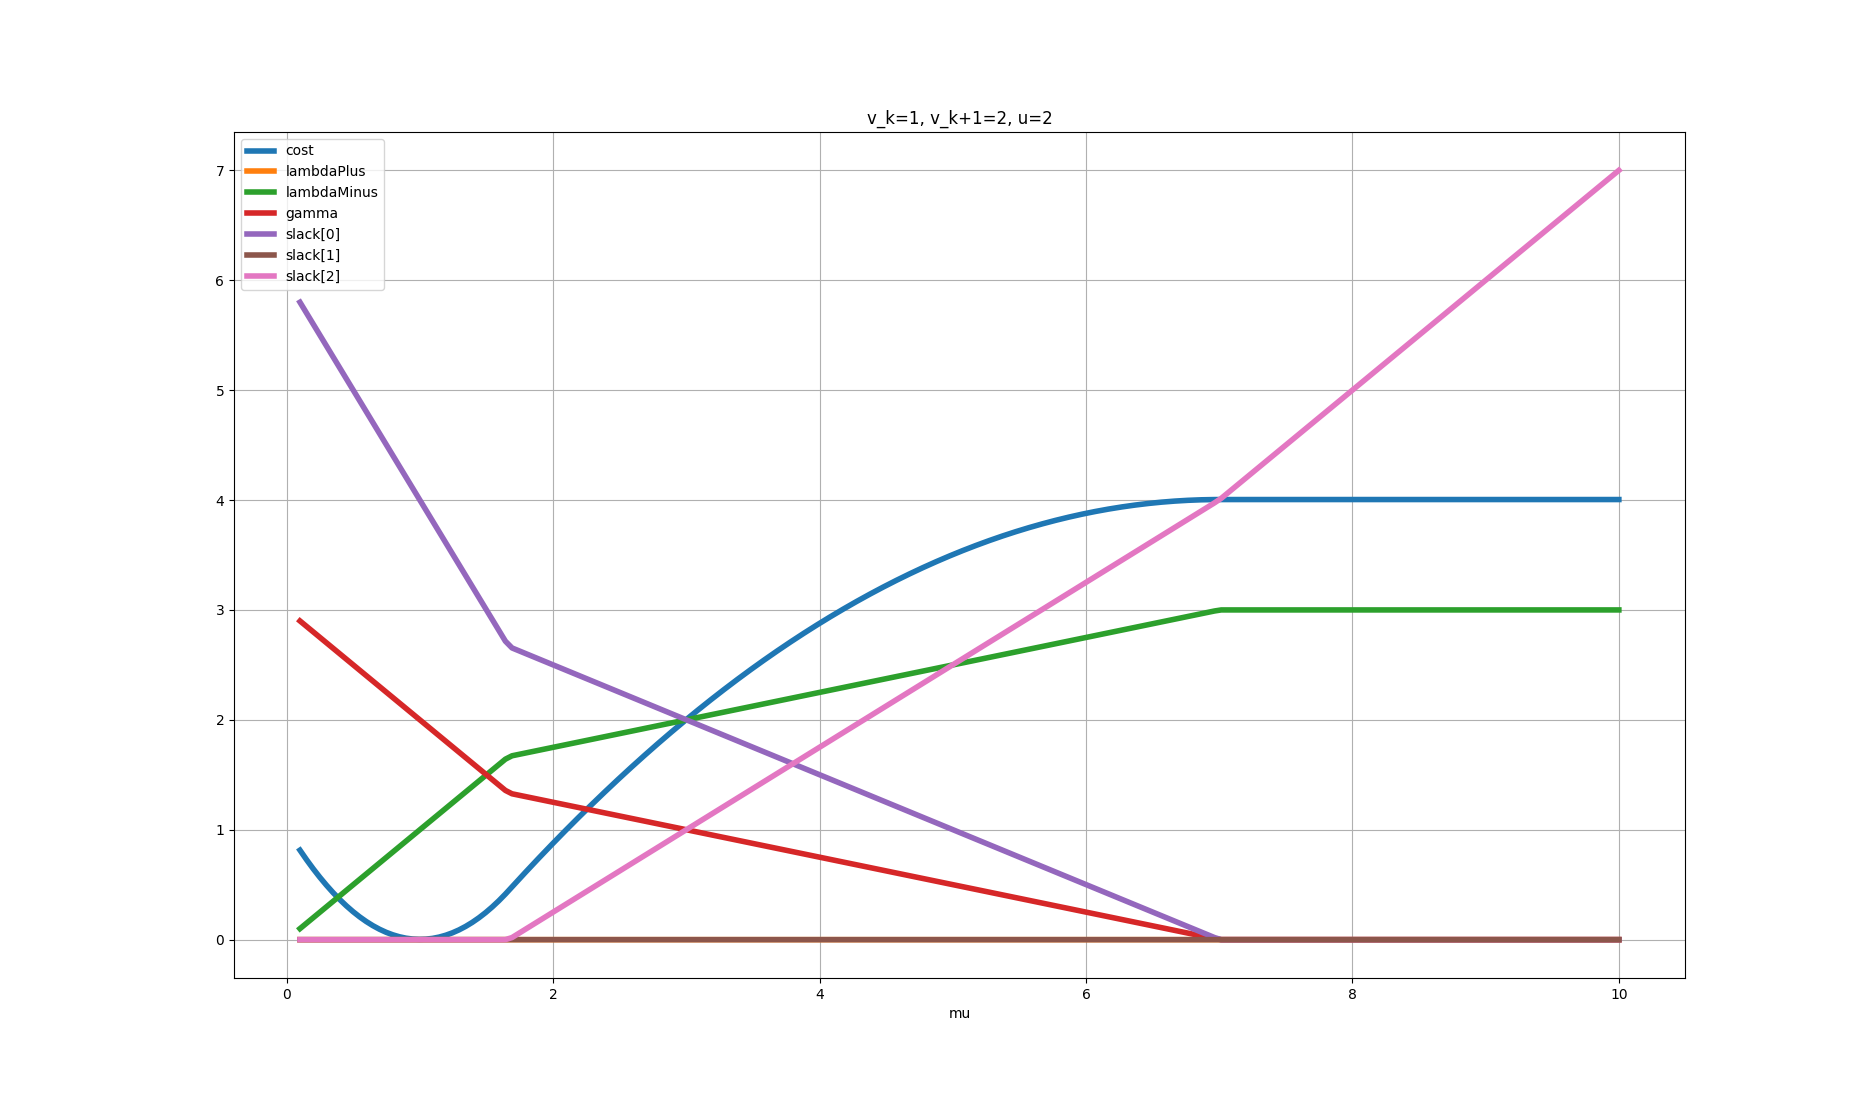 v_k=1, v_k+1=2, u=2
cost
lambdaPlus
lambdaMinus
gamma
slack[0]
slack[1]
slack[2]
7
6
5
4
3
2
1
0
0 2 4 6 8 10
mu